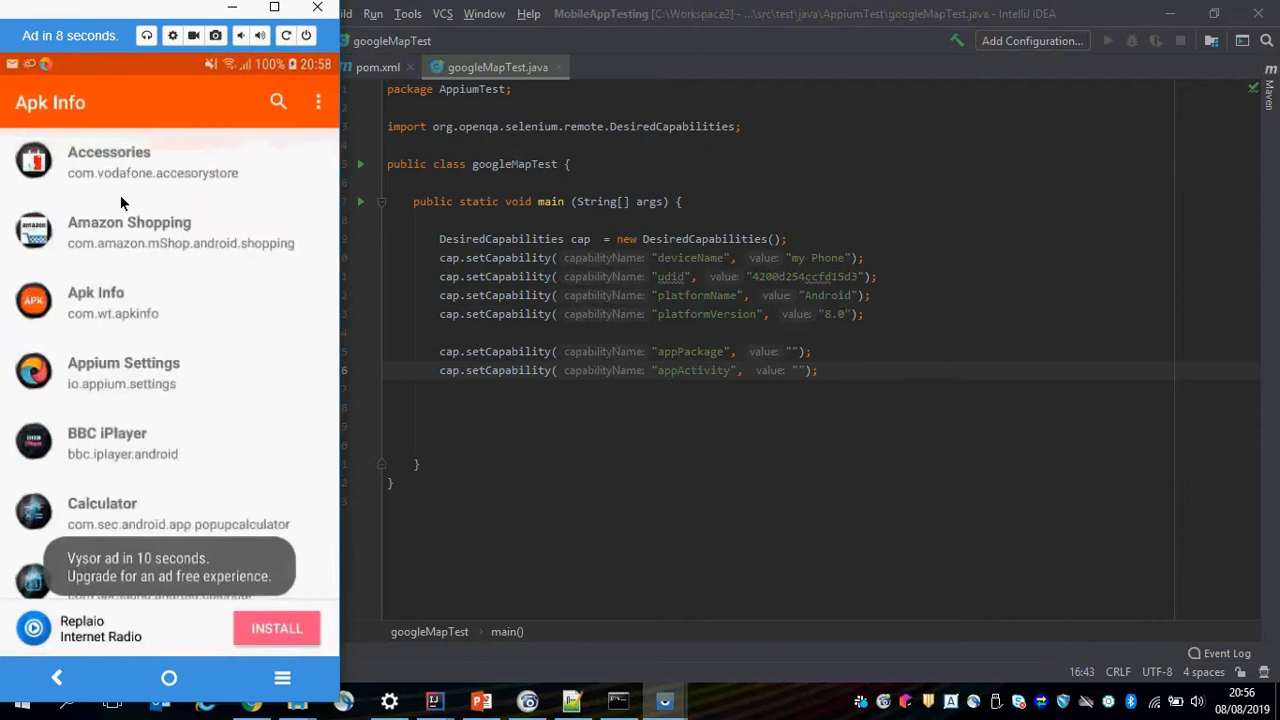 Ad in 8 seconds.
100% 20:58
Apk Info
Accessories
com.vodafone.accesorystore
Amazon Shopping
com.amazon.mShop.android.shopping
Apk Info
com.wt.apkinfo
Appium Settings
io.appium.settings
BBC iPlayer
bbc.iplayer.android
Calculator
com.sec.android.app.popupcalculator
Vysor ad in 10 seconds.
Upgrade for an ad free experience.
Replaio
Internet Radio
INSTALL
Run Tools VCS Window Help MobileAppTesting [C:\Workspace2] - ...\src\test\java\AppiumTest\googleMapTest.java - IntelliJ IDEA
googleMapTest
Add Configuration...
pom.xml googleMapTest.java
Maven
package AppiumTest;
import org.openqa.selenium.remote.DesiredCapabilities;
public class googleMapTest {
public static void main (String[] args) {
DesiredCapabilities cap = new DesiredCapabilities();
cap.setCapability( capabilityName: "deviceName", value: "my Phone");
cap.setCapability( capabilityName: "udid", value: "4200d254ccfd15d3");
cap.setCapability( capabilityName: "platformName", value: "Android");
cap.setCapability( capabilityName: "platformVersion", value: "8.0");
cap.setCapability( capabilityName: "appPackage", value: "");
cap.setCapability( capabilityName: "appActivity", value: "");
}
}
googleMapTest main()
Event Log
16:43 CRLF UTF-8 4 spaces
20:56
08/08/2019